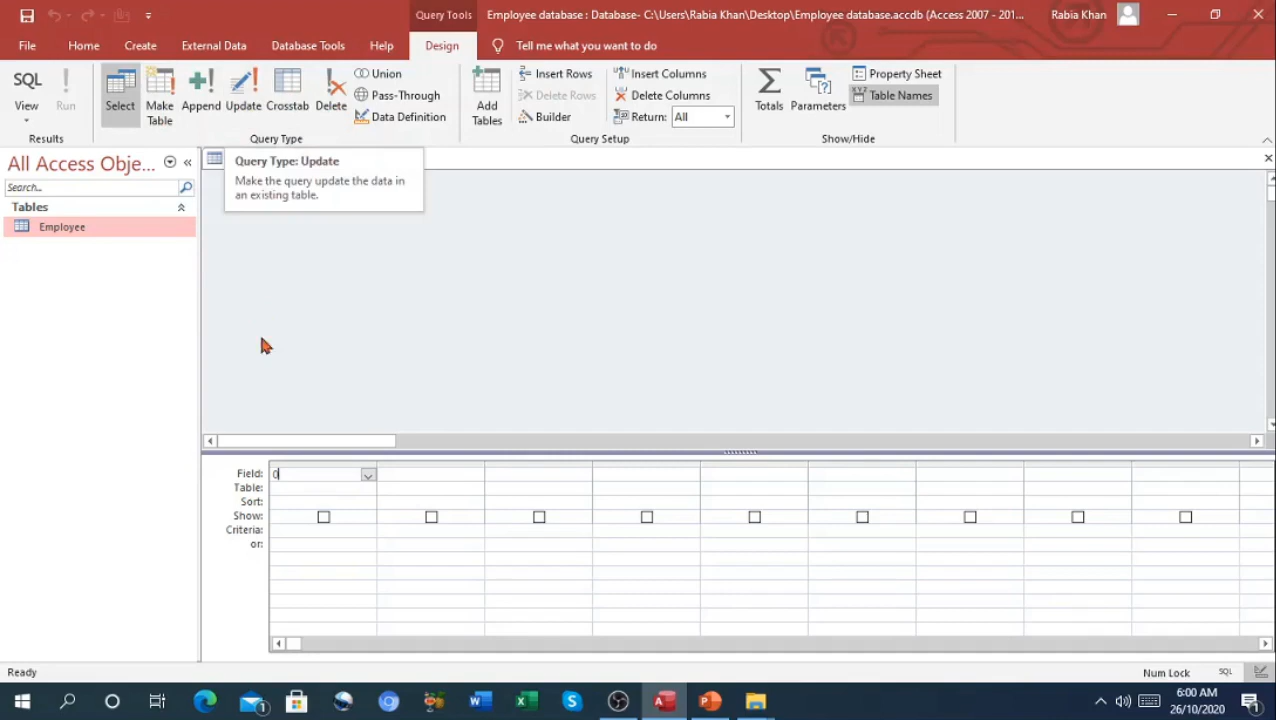 Query Tools
Employee database : Database- C:\Users\Rabia Khan\Desktop\Employee database.accdb (Access 2007 - 201...
Rabia Khan
File
Home
Create
External Data
Database Tools
Help
Design
Tell me what you want to do
SQL
View
Run
Select
Make Table
Append
Update
Crosstab
Delete
Union
Pass-Through
Data Definition
Add Tables
Insert Rows
Delete Rows
Builder
Insert Columns
Delete Columns
Return: All
Totals
Parameters
Property Sheet
Table Names
Results
Query Type
Query Setup
Show/Hide
All Access Obje...
Search...
Tables
Employee
Query Type: Update
Make the query update the data in
an existing table.
Field: 0
Table:
Sort:
Show:
Criteria:
or:
Ready
Num Lock
SQL
6:00 AM
26/10/2020